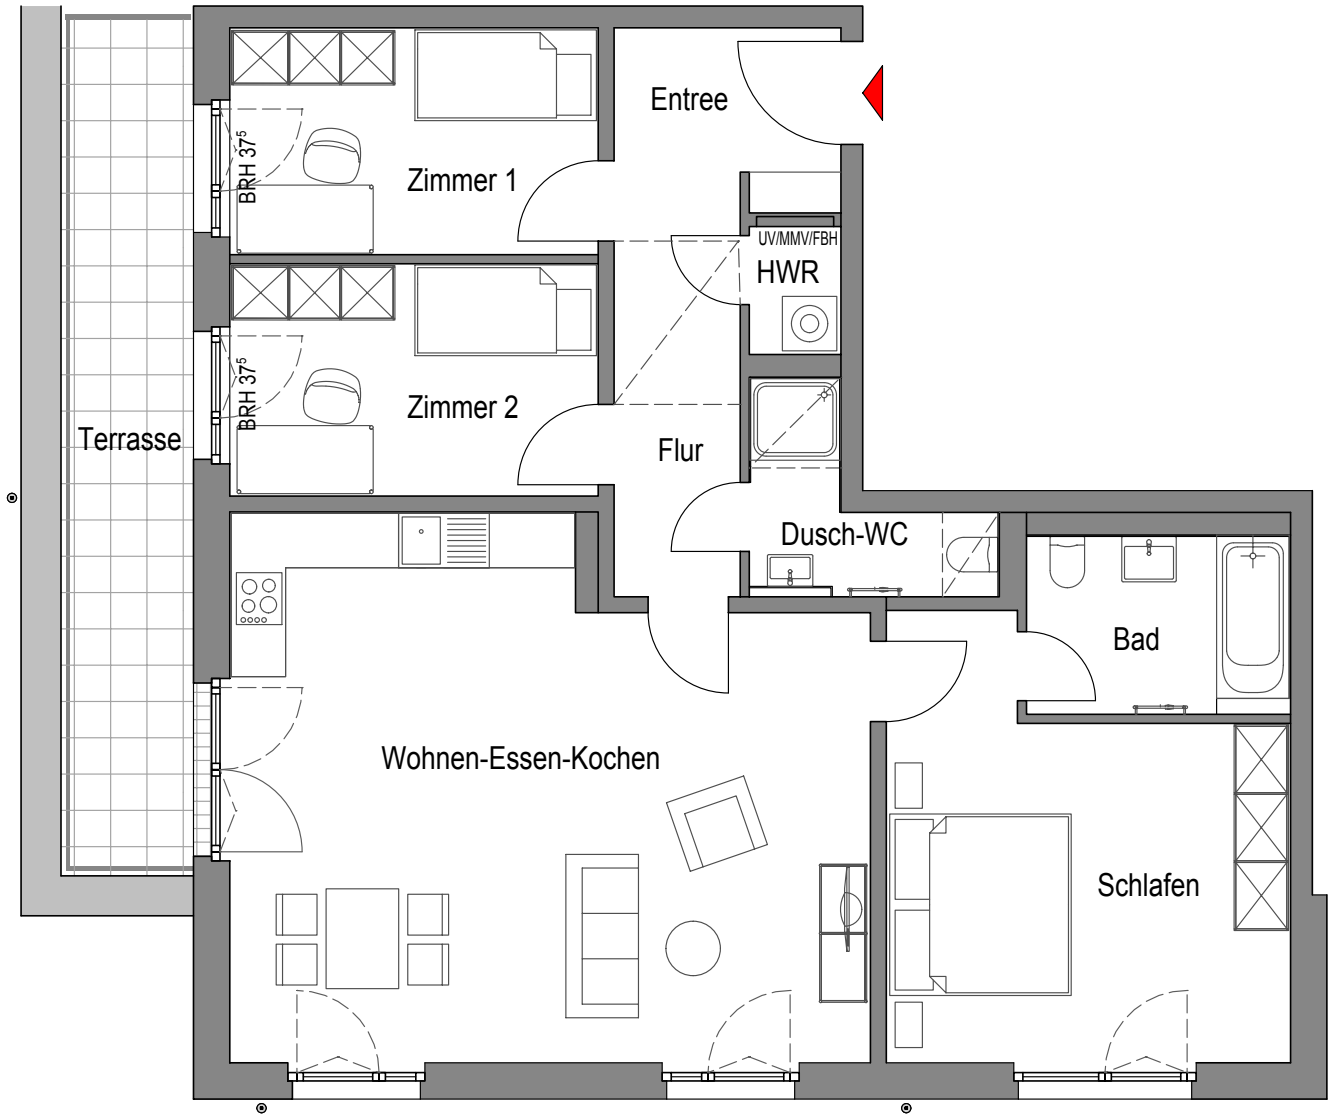 Entree
BRH 37⁵
Zimmer 1
UV/MMV/FBH
HWR
BRH 37⁵
Zimmer 2
Terrasse
Flur
Dusch-WC
Bad
Wohnen-Essen-Kochen
Schlafen